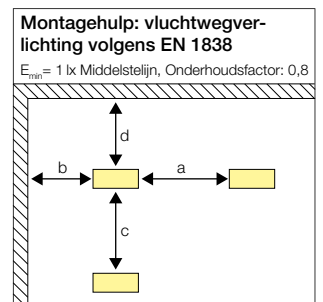 Montagehulp: vluchtwegver-
lichting volgens EN 1838
Emin= 1 lx Middelstelijn, Onderhoudsfactor: 0,8
d
b
a
c